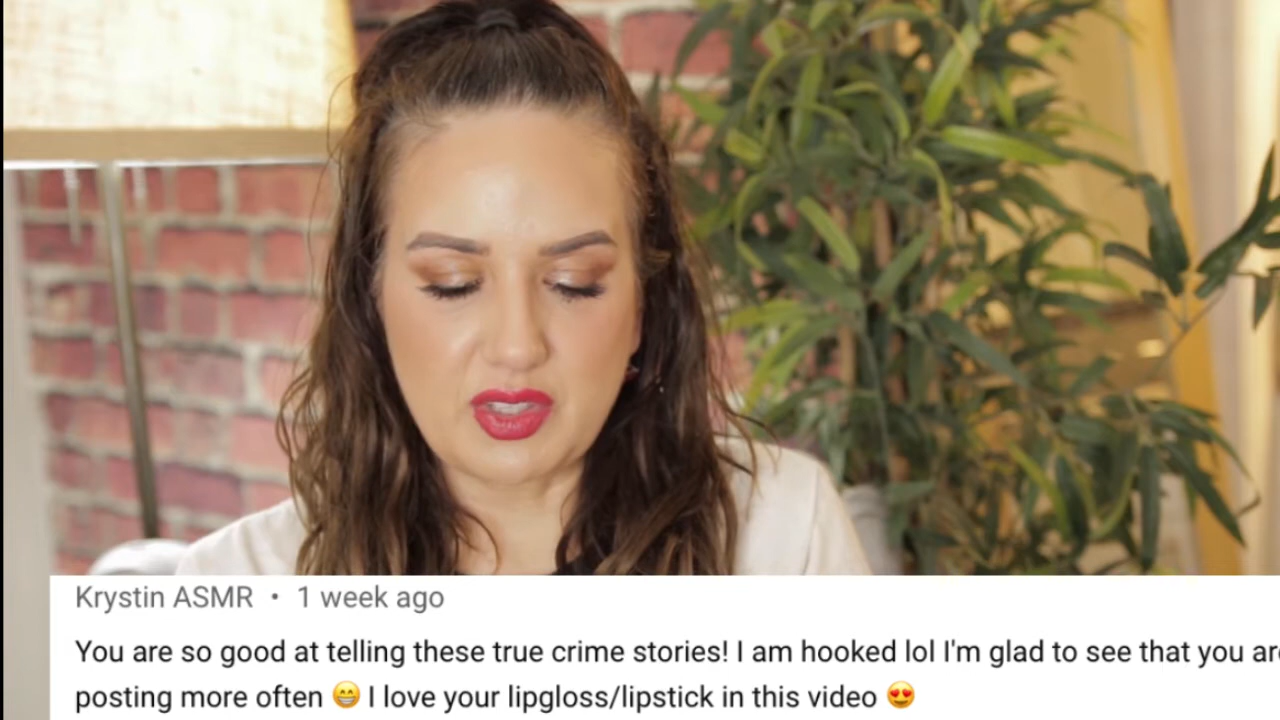 Krystin ASMR • 1 week ago
You are so good at telling these true crime stories! I am hooked lol I'm glad to see that you are
posting more often 😁 I love your lipgloss/lipstick in this video 😍